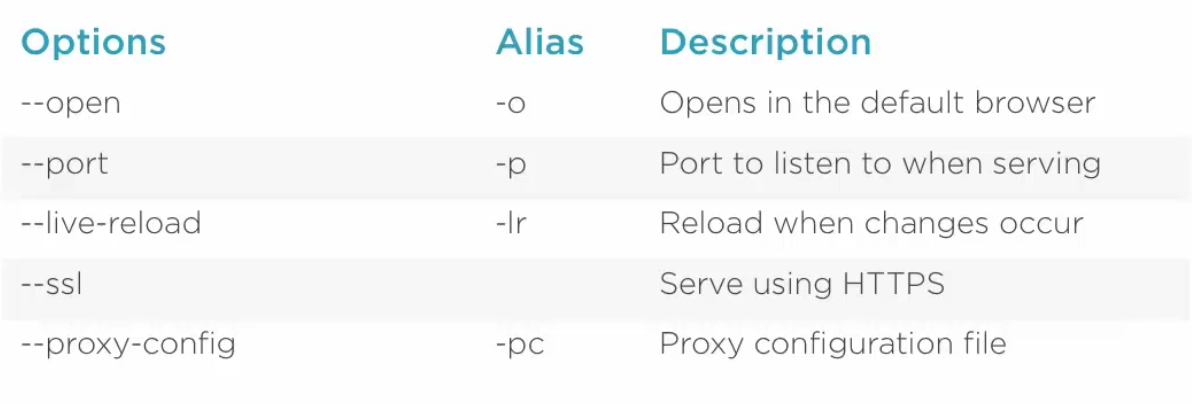 Options Alias Description
--open -o Opens in the default browser
--port -p Port to listen to when serving
--live-reload -lr Reload when changes occur
--ssl Serve using HTTPS
--proxy-config -pc Proxy configuration file